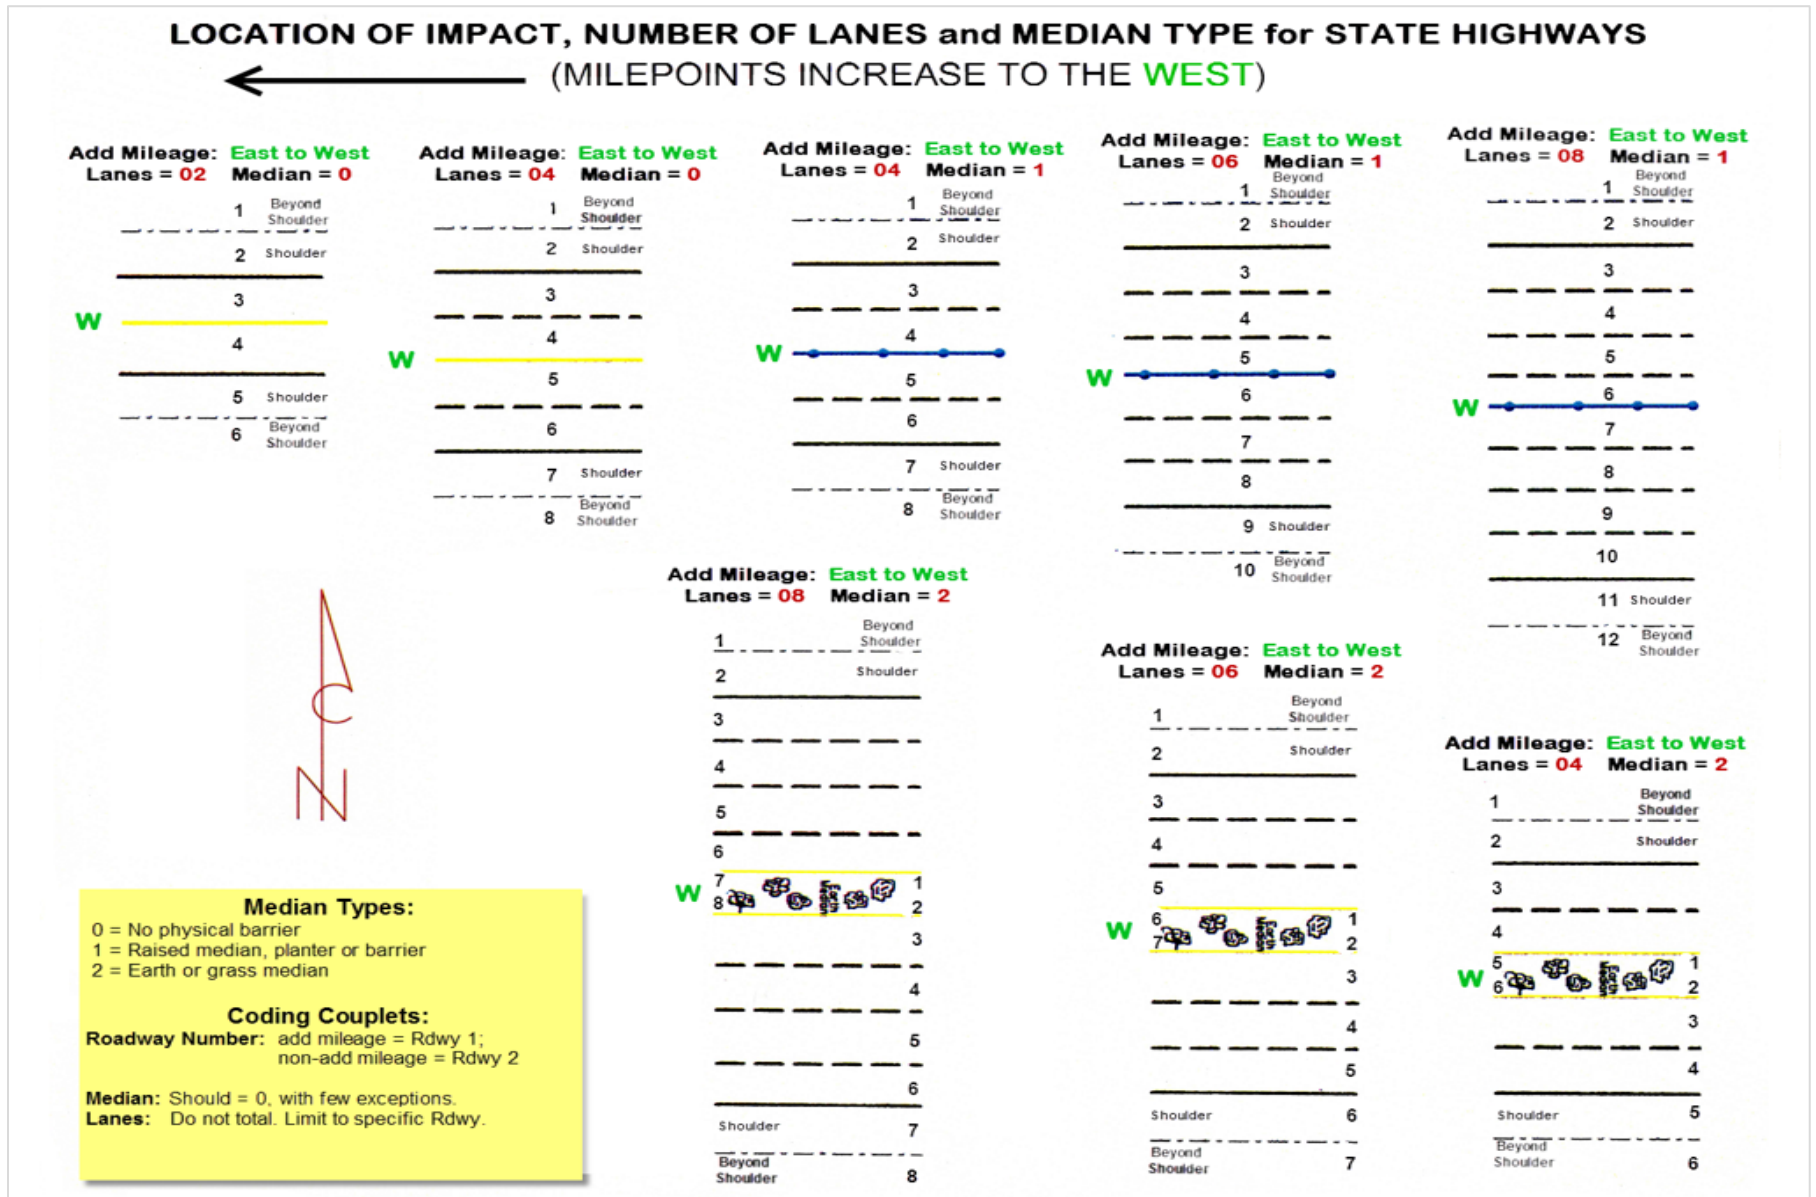 LOCATION OF IMPACT, NUMBER OF LANES and MEDIAN TYPE for STATE HIGHWAYS
(MILEPOINTS INCREASE TO THE WEST)
Add Mileage: East to West
Lanes = 02 Median = 0
1 Beyond
Shoulder
2 Shoulder
3
W
4
5 Shoulder
6 Beyond
Shoulder
Add Mileage: East to West
Lanes = 04 Median = 0
1 Beyond
Shoulder
2 Shoulder
3
4
W
5
6
7 Shoulder
8 Beyond
Shoulder
Add Mileage: East to West
Lanes = 04 Median = 1
1 Beyond
Shoulder
2 Shoulder
3
4
W
5
6
7 Shoulder
8 Beyond
Shoulder
Add Mileage: East to West
Lanes = 06 Median = 1
1 Beyond
Shoulder
2 Shoulder
3
4
5
W
6
7
8
9 Shoulder
10 Beyond
Shoulder
Add Mileage: East to West
Lanes = 08 Median = 1
1 Beyond
Shoulder
2 Shoulder
3
4
5
6
W
7
8
9
10
11 Shoulder
12 Beyond
Shoulder
N
Add Mileage: East to West
Lanes = 08 Median = 2
1 Beyond
Shoulder
2 Shoulder
3
4
5
6
7 1
W
8 2
Earth
Median
3
4
5
6
Shoulder 7
Beyond
Shoulder 8
Add Mileage: East to West
Lanes = 06 Median = 2
1 Beyond
Shoulder
2 Shoulder
3
4
5
6 1
W
7 2
Earth
Median
3
4
5
Shoulder 6
Beyond
Shoulder 7
Add Mileage: East to West
Lanes = 04 Median = 2
1 Beyond
Shoulder
2 Shoulder
3
4
5 1
W
6 2
Earth
Median
3
4
Shoulder 5
Beyond
Shoulder 6
Median Types:
0 = No physical barrier
1 = Raised median, planter or barrier
2 = Earth or grass median
Coding Couplets:
Roadway Number: add mileage = Rdwy 1;
non-add mileage = Rdwy 2
Median: Should = 0, with few exceptions.
Lanes: Do not total. Limit to specific Rdwy.